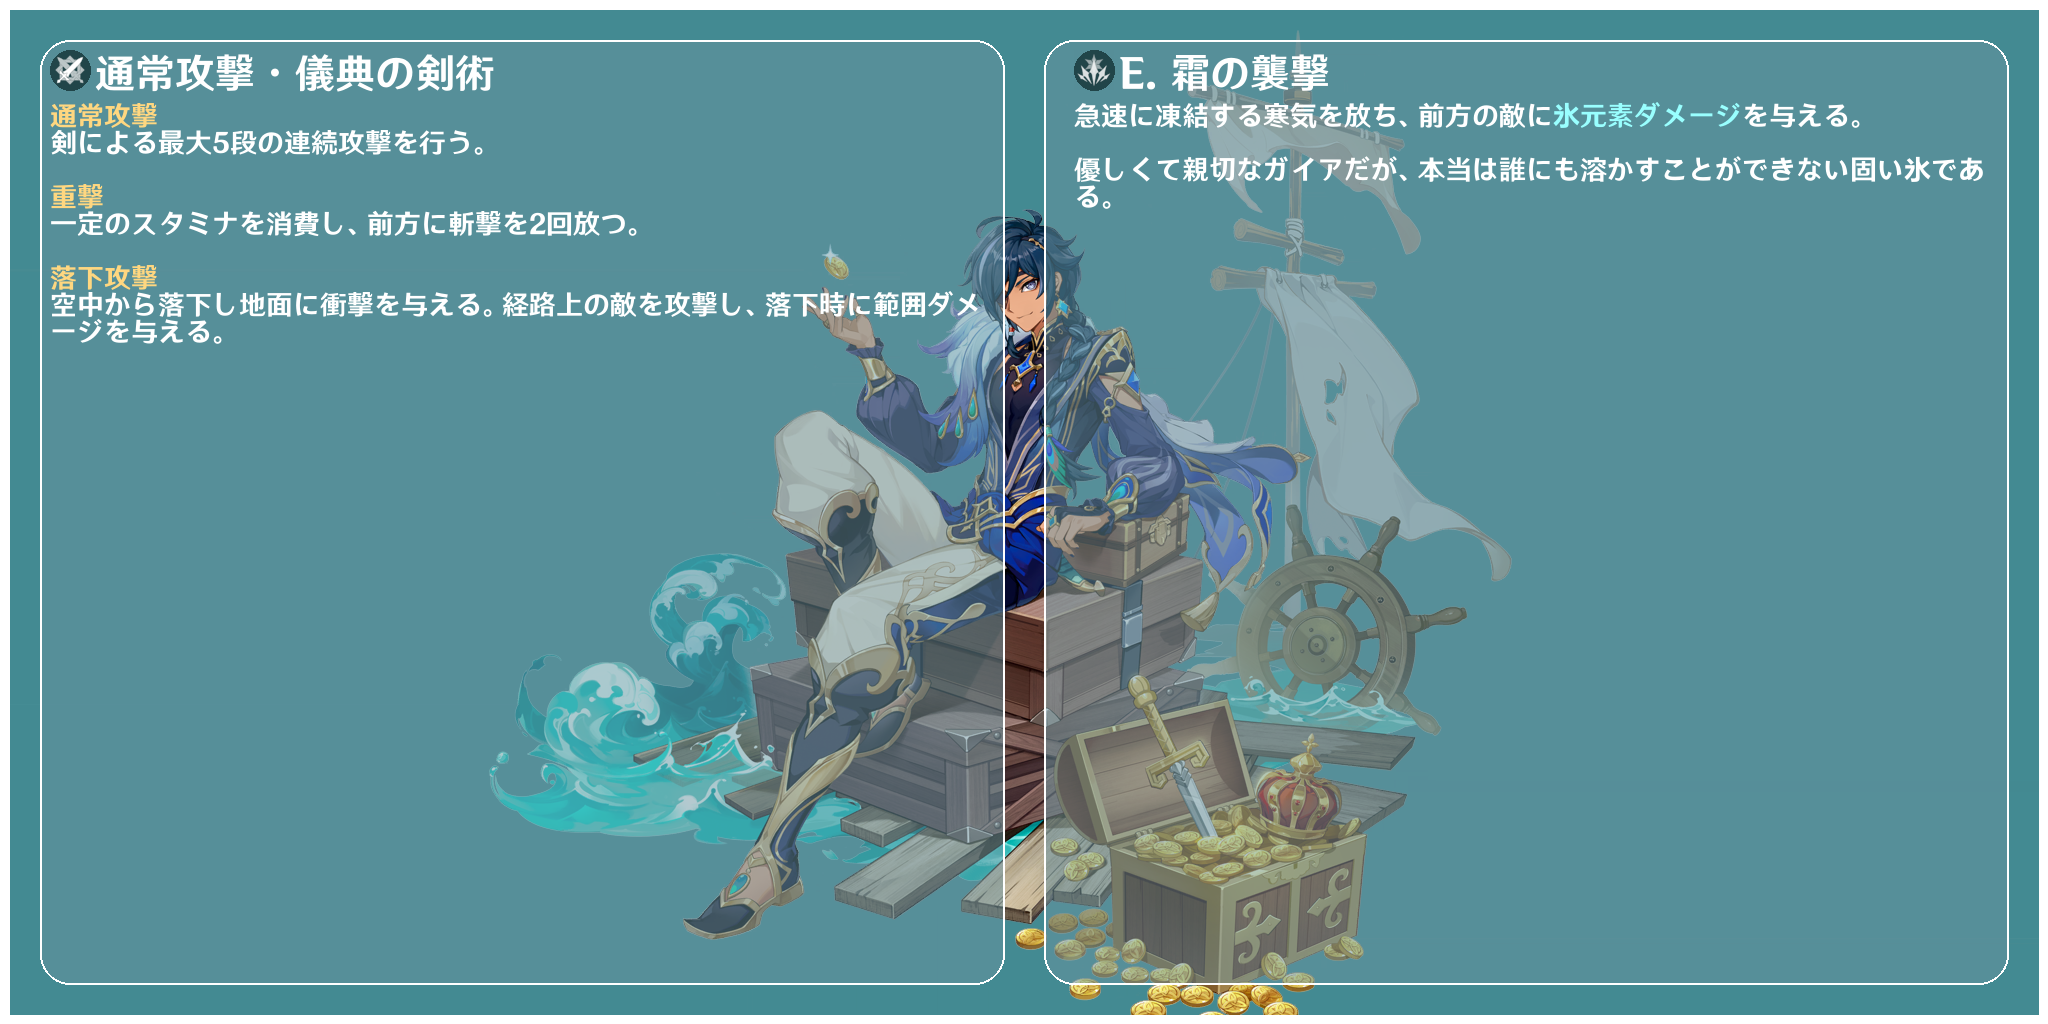 通常攻撃・儀典の剣術
通常攻撃
剣による最大5段の連続攻撃を行う。
重撃
一定のスタミナを消費し、前方に斬撃を2回放つ。
落下攻撃
空中から落下し地面に衝撃を与える。経路上の敵を攻撃し、落下時に範囲ダメ
ージを与える。
E. 霜の襲撃
急速に凍結する寒気を放ち、前方の敵に氷元素ダメージを与える。
優しくて親切なガイアだが、本当は誰にも溶かすことができない固い氷であ
る。